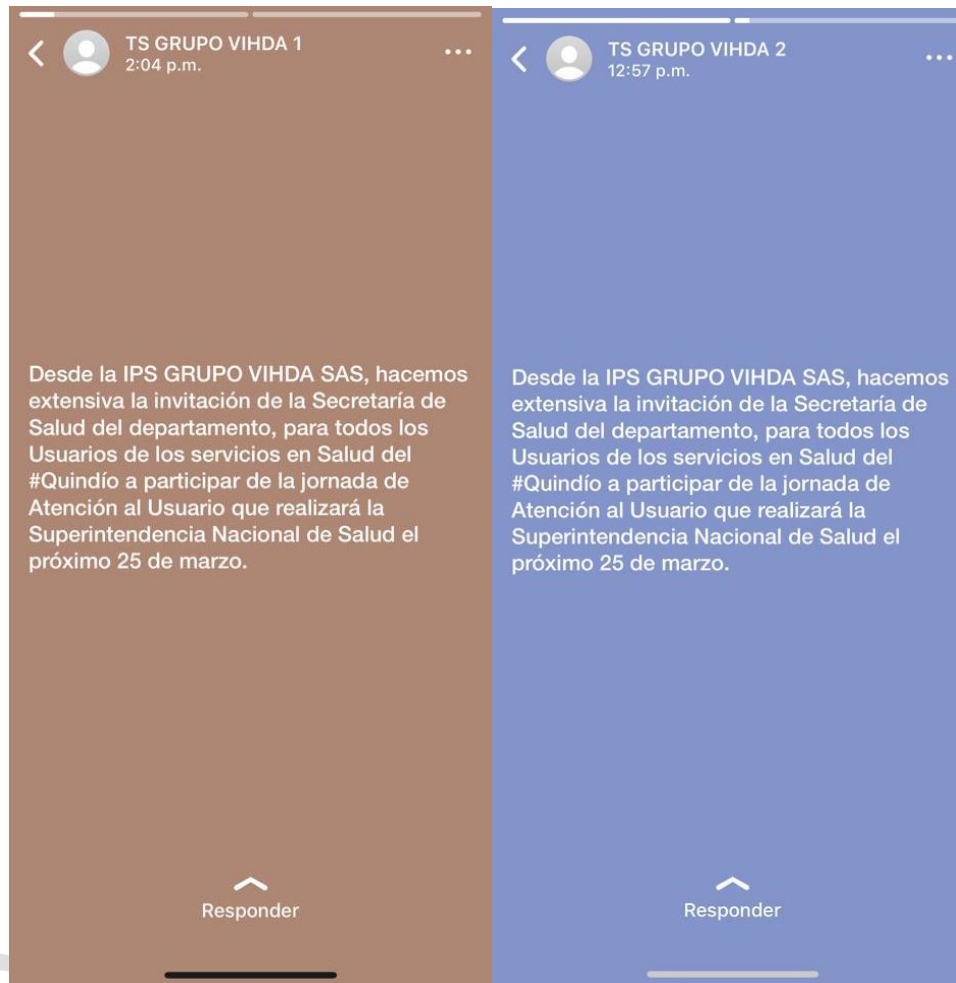 TS GRUPO VIHDA 1
2:04 p.m.
Desde la IPS GRUPO VIHDA SAS, hacemos
extensiva la invitación de la Secretaría de
Salud del departamento, para todos los
Usuarios de los servicios en Salud del
#Quindío a participar de la jornada de
Atención al Usuario que realizará la
Superintendencia Nacional de Salud el
próximo 25 de marzo.
Responder
TS GRUPO VIHDA 2
12:57 p.m.
Desde la IPS GRUPO VIHDA SAS, hacemos
extensiva la invitación de la Secretaría de
Salud del departamento, para todos los
Usuarios de los servicios en Salud del
#Quindío a participar de la jornada de
Atención al Usuario que realizará la
Superintendencia Nacional de Salud el
próximo 25 de marzo.
Responder